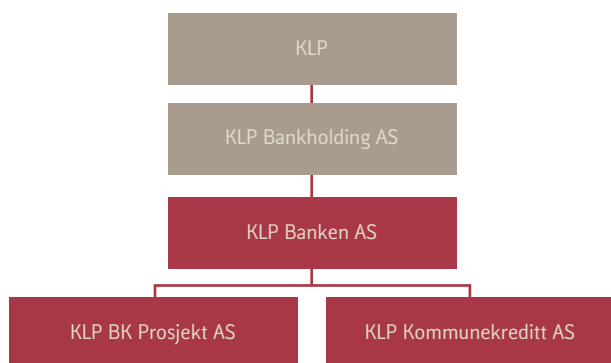 KLP
KLP Bankholding AS
KLP Banken AS
KLP BK Prosjekt AS
KLP Kommunekreditt AS